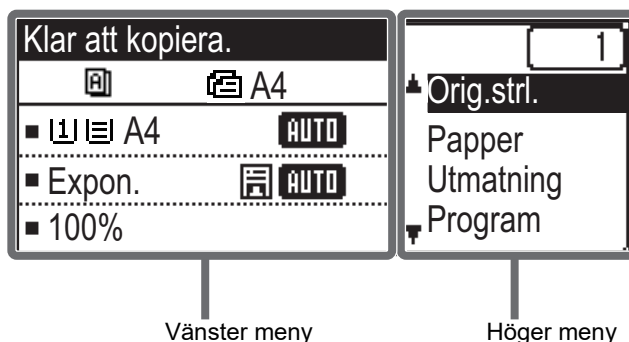 Klar att kopiera.
A A4
1 A4 AUTO
Expon. AUTO
100%
1
Orig.strl.
Papper
Utmatning
Program
Vänster meny
Höger meny